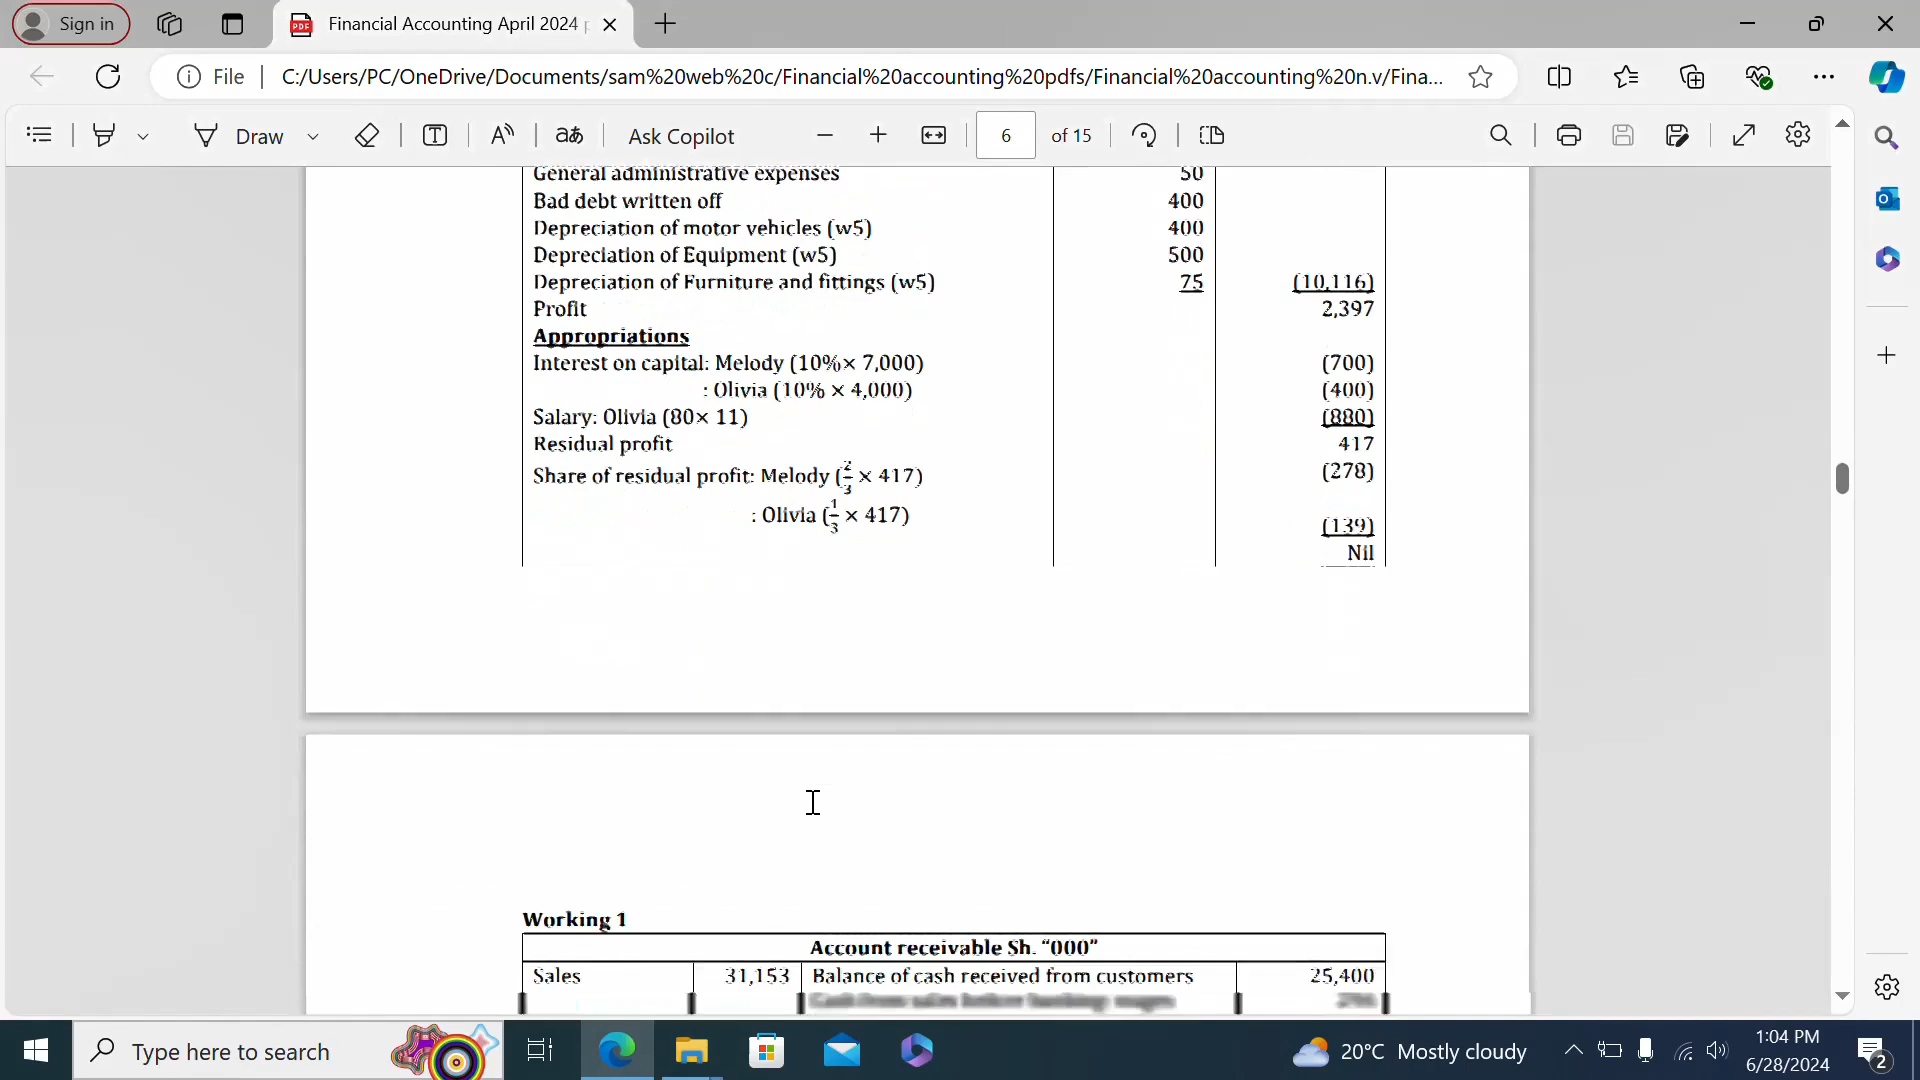 Sign in
Financial Accounting April 2024 p
File
C:/Users/PC/OneDrive/Documents/sam%20web%20c/Financial%20accounting%20pdfs/Financial%20accounting%20n.v/Fina...
Draw
Ask Copilot
6 of 15
General administrative expenses 50
Bad debt written off 400
Depreciation of motor vehicles (w5) 400
Depreciation of Equipment (w5) 500
Depreciation of Furniture and fittings (w5) 75 (10,116)
Profit 2,397
Appropriations
Interest on capital: Melody (10%× 7,000) (700)
: Olivia (10% × 4,000) (400)
Salary: Olivia (80× 11) (880)
Residual profit 417
Share of residual profit: Melody (2/3 × 417) (278)
: Olivia (1/3 × 417) (139)
Nil
Working 1
Account receivable Sh. “000”
Sales 31,153 Balance of cash received from customers 25,400
Cash from sales before banking: wages
Type here to search
20°C Mostly cloudy
1:04 PM
6/28/2024
2